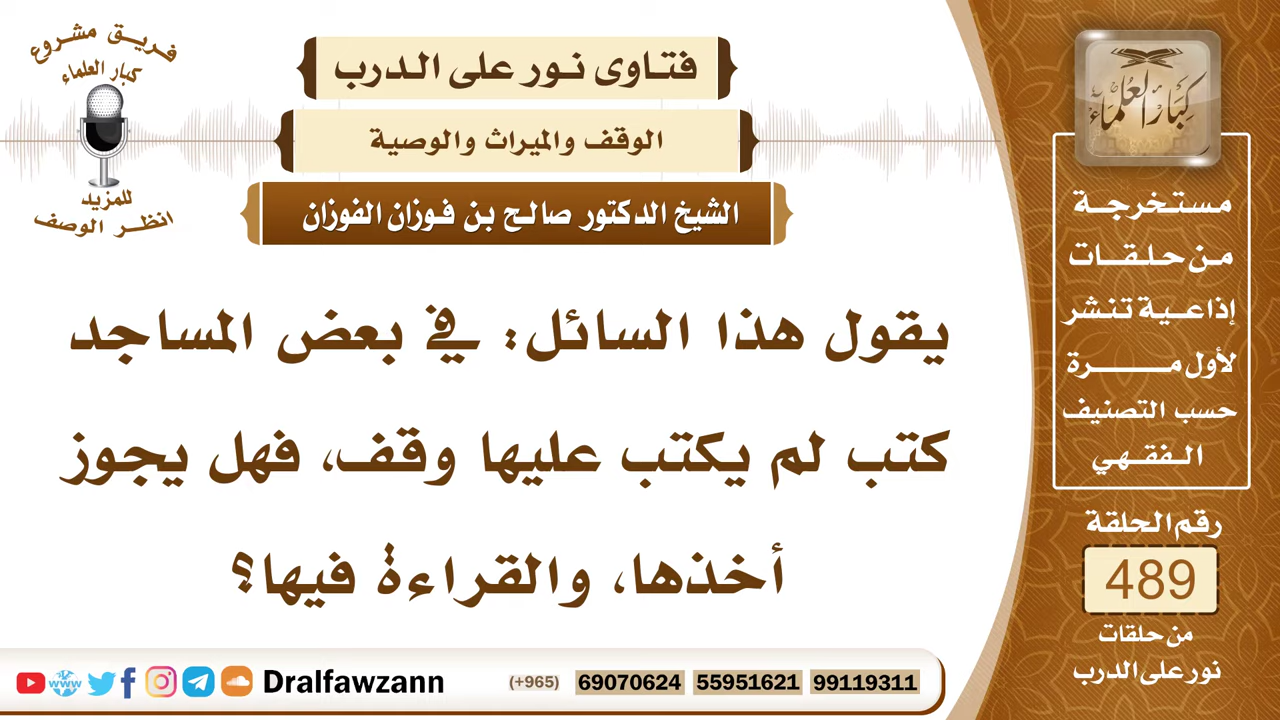 فريق مشروع
كبار العلماء
للمزيد
انظر الوصف
فتاوى نور على الدرب
الوقف والميراث والوصية
الشيخ الدكتور صالح بن فوزان الفوزان
يقول هذا السائل: في بعض المساجد
كتب لم يكتب عليها وقف، فهل يجوز
أخذها، والقراءة فيها؟
كبار العلماء
مستخرجة
من حلقات
إذاعية تنشر
لأول مرة
حسب التصنيف
الفقهي
رقم الحلقة
489
من حلقات
نور على الدرب
www Dralfawzann (+965) 69070624 55951621 99119311